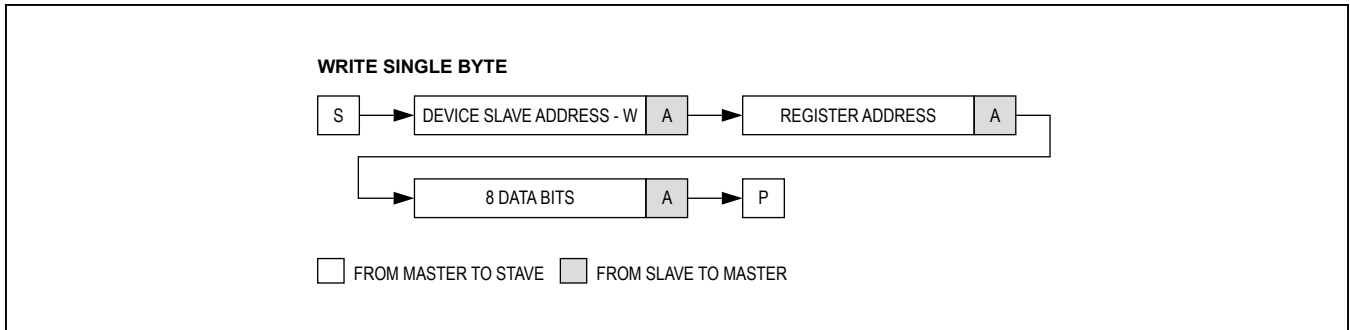 WRITE SINGLE BYTE
S DEVICE SLAVE ADDRESS - W A REGISTER ADDRESS A
8 DATA BITS A P
FROM MASTER TO STAVE FROM SLAVE TO MASTER